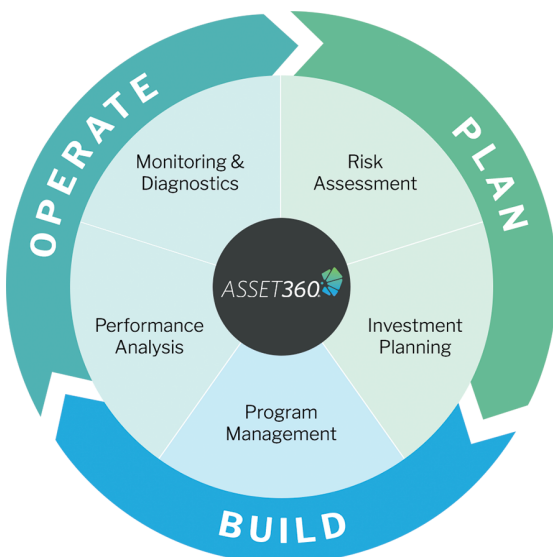 OPERATE
PLAN
BUILD
Monitoring &
Diagnostics
Risk
Assessment
Performance
Analysis
Investment
Planning
Program
Management
ASSET360